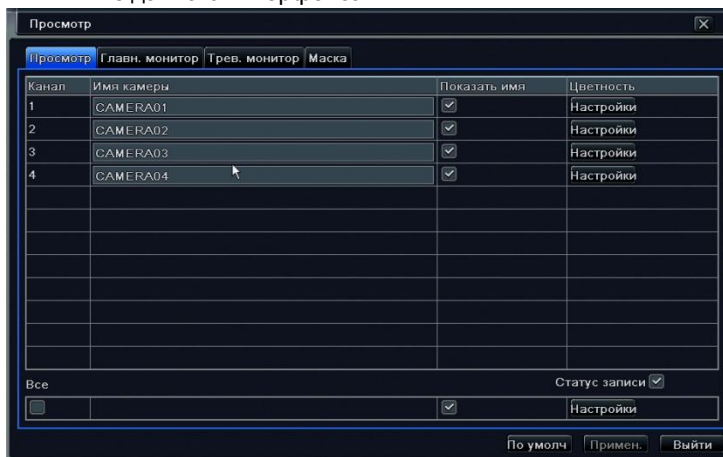 Просмотр
Просмотр Главн. монитор Трев. монитор Маска
Канал Имя камеры Показать имя Цветность
1 CAMERA01 Настройки
2 CAMERA02 Настройки
3 CAMERA03 Настройки
4 CAMERA04 Настройки
Все Статус записи
Настройки
По умолч Примен. Выйти